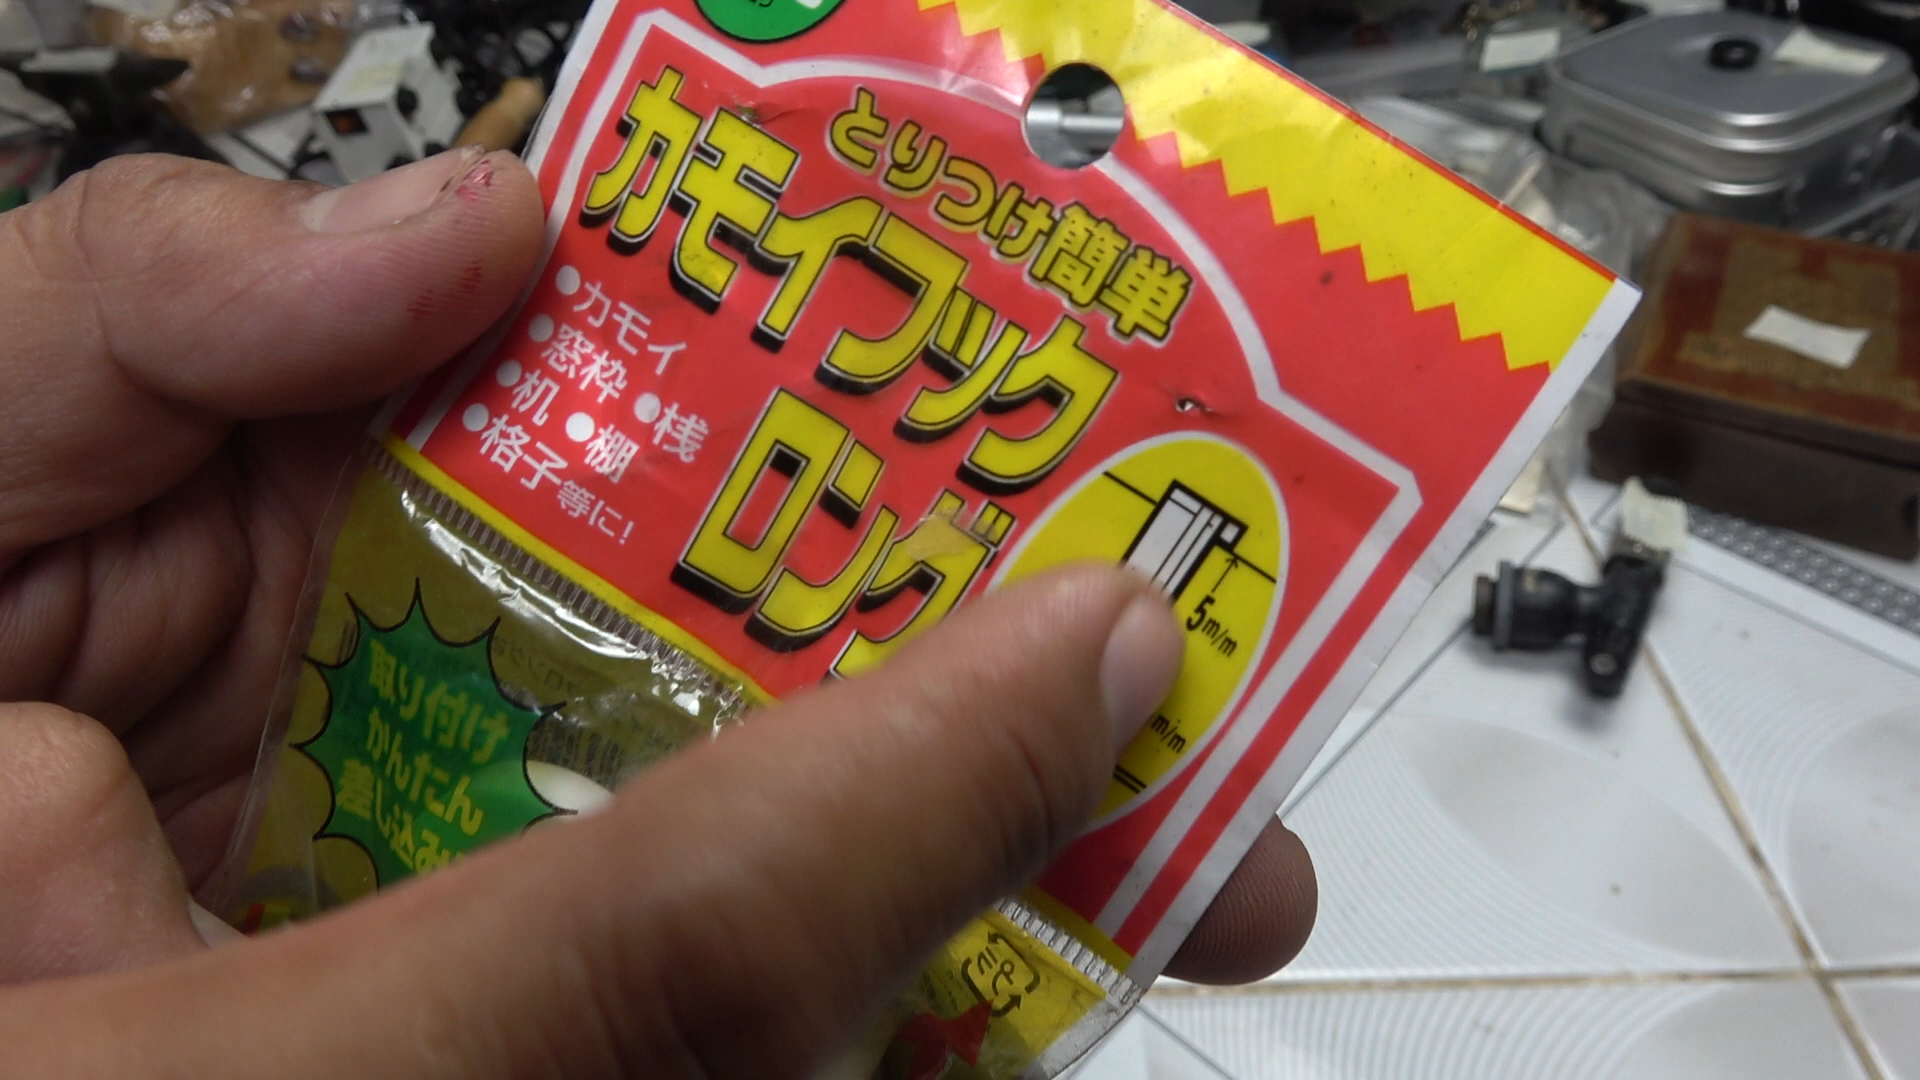 とりつけ簡単
カモイフック
ロング
●カモイ
●窓枠 ●桟
●机 ●棚
●格子等に!
5m/m
m/m
取り付け
かんたん
差し込み
プラ